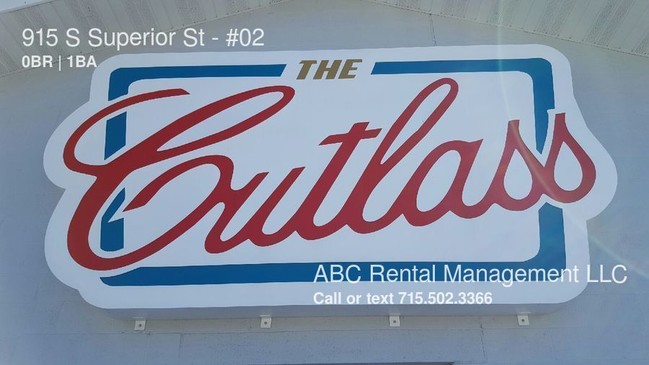 915 S Superior St - #02
0BR | 1BA
THE
Cutlass
ABC Rental Management LLC
Call or text 715.502.3366